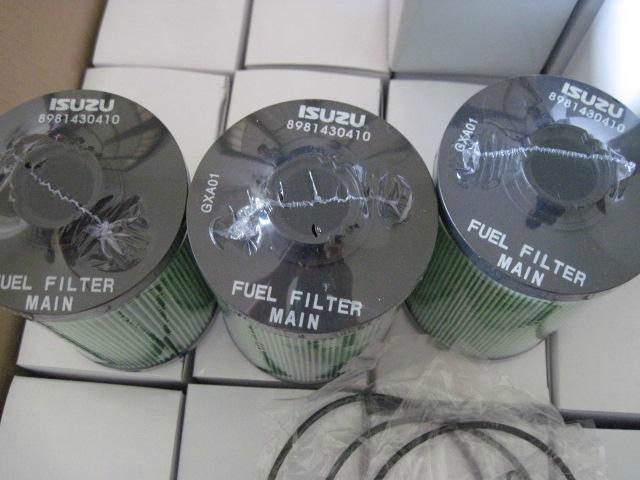 ISUZU
8981430410
FUEL FILTER
MAIN
ISUZU
8981430410
GXA01
FUEL FILTER
MAIN
ISUZU
8981430410
GXA01
FUEL FILTER
MAIN